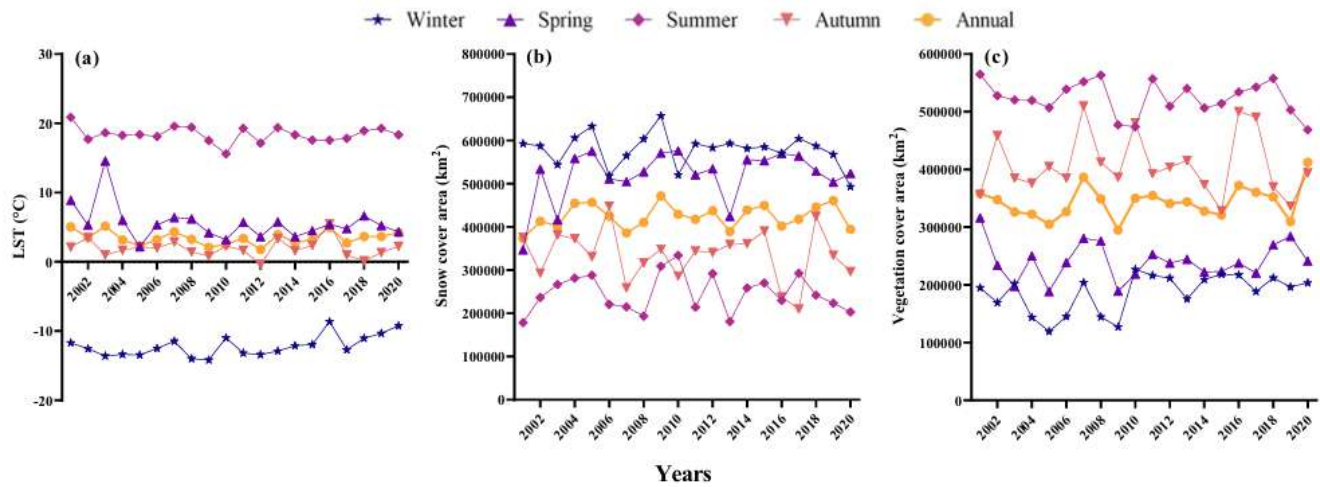 Winter Spring Summer Autumn Annual
(a)
30
20
10
0
-10
-20
LST (°C)
2002 2004 2006 2008 2010 2012 2014 2016 2018 2020
(b)
800000
700000
600000
500000
400000
300000
200000
100000
0
Snow cover area (km²)
2002 2004 2006 2008 2010 2012 2014 2016 2018 2020
(c)
600000
500000
400000
300000
200000
100000
0
Vegetation cover area (km²)
2002 2004 2006 2008 2010 2012 2014 2016 2018 2020
Years